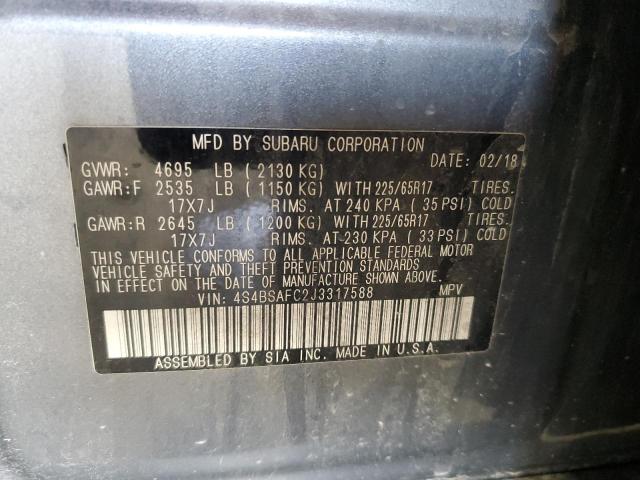 MFD BY SUBARU CORPORATION
GVWR: 4695 LB ( 2130 KG) DATE: 02/18
GAWR:F 2535 LB ( 1150 KG) WITH 225/65R17 TIRES.
17X7J RIMS. AT 240 KPA ( 35 PSI) COLD
GAWR:R 2645 LB ( 1200 KG) WITH 225/65R17 TIRES.
17X7J RIMS. AT 230 KPA ( 33 PSI) COLD
THIS VEHICLE CONFORMS TO ALL APPLICABLE FEDERAL MOTOR
VEHICLE SAFETY AND THEFT PREVENTION STANDARDS
IN EFFECT ON THE DATE OF MANUFACTURE SHOWN ABOVE.
VIN: 4S4BSAFC2J3317588 MPV
ASSEMBLED BY SIA INC. MADE IN U.S.A.